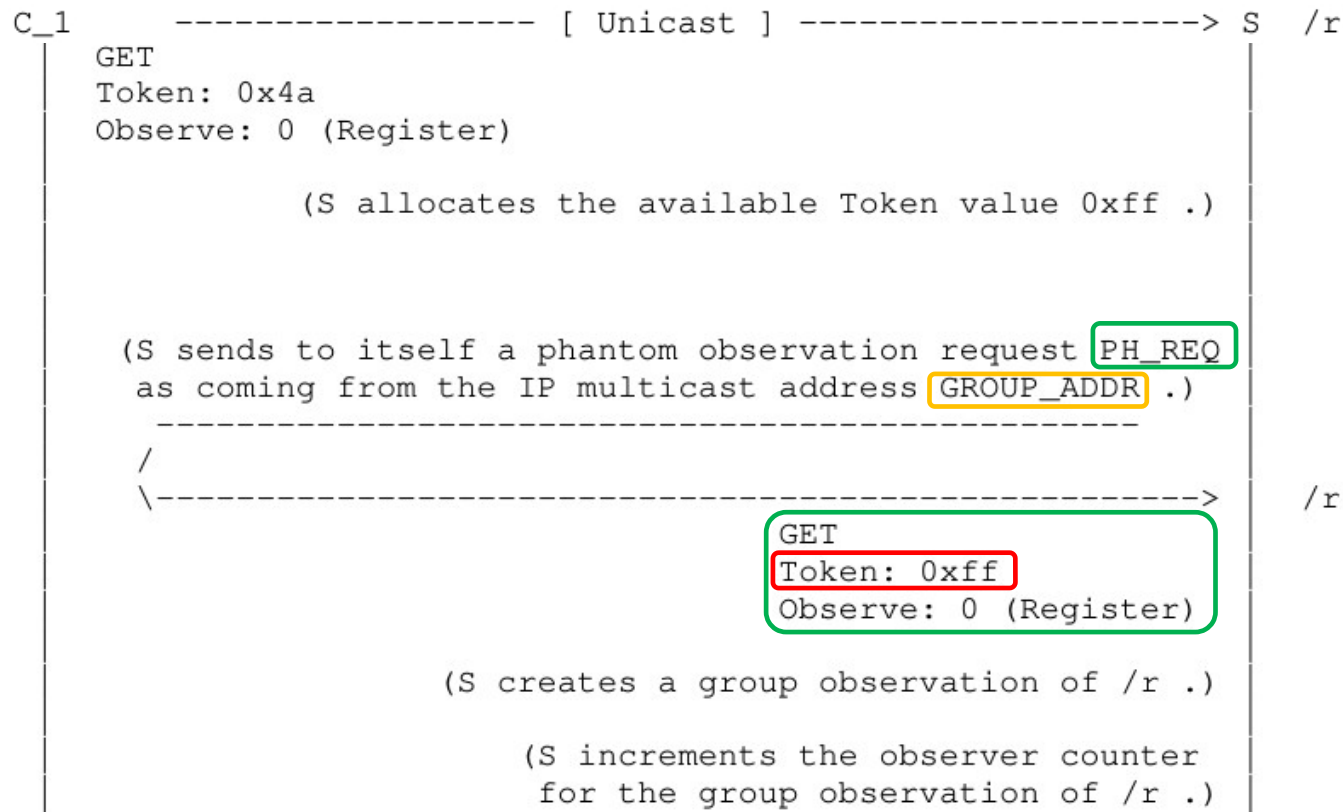 C_1 ------------------ [ Unicast ] --------------------> S /r
GET
Token: 0x4a
Observe: 0 (Register)
(S allocates the available Token value 0xff .)
(S sends to itself a phantom observation request PH_REQ
as coming from the IP multicast address GROUP_ADDR .)
-------------------------------------------------
/
\----------------------------------------------------> /r
GET
Token: 0xff
Observe: 0 (Register)
(S creates a group observation of /r .)
(S increments the observer counter
for the group observation of /r .)